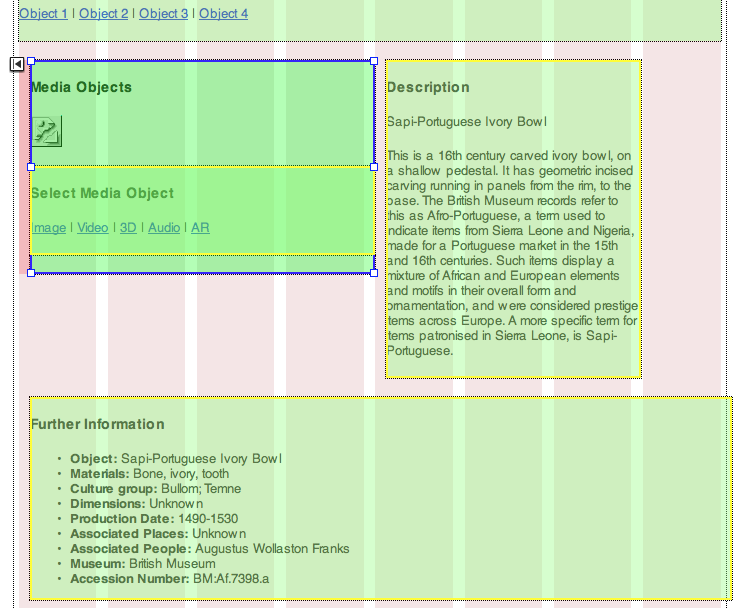 Object 1 | Object 2 | Object 3 | Object 4
Media Objects
Select Media Object
Image | Video | 3D | Audio | AR
Description
Sapi-Portuguese Ivory Bowl
This is a 16th century carved ivory bowl, on
a shallow pedestal. It has geometric incised
carving running in panels from the rim, to the
base. The British Museum records refer to
this as Afro-Portuguese, a term used to
indicate items from Sierra Leone and Nigeria,
made for a Portuguese market in the 15th
and 16th centuries. Such items display a
mixture of African and European elements
and motifs in their overall form and
ornamentation, and were considered prestige
items across Europe. A more specific term for
items patronised in Sierra Leone, is Sapi-
Portuguese.
Further Information
• Object: Sapi-Portuguese Ivory Bowl
• Materials: Bone, ivory, tooth
• Culture group: Bullom; Temne
• Dimensions: Unknown
• Production Date: 1490-1530
• Associated Places: Unknown
• Associated People: Augustus Wollaston Franks
• Museum: British Museum
• Accession Number: BM:Af.7398.a